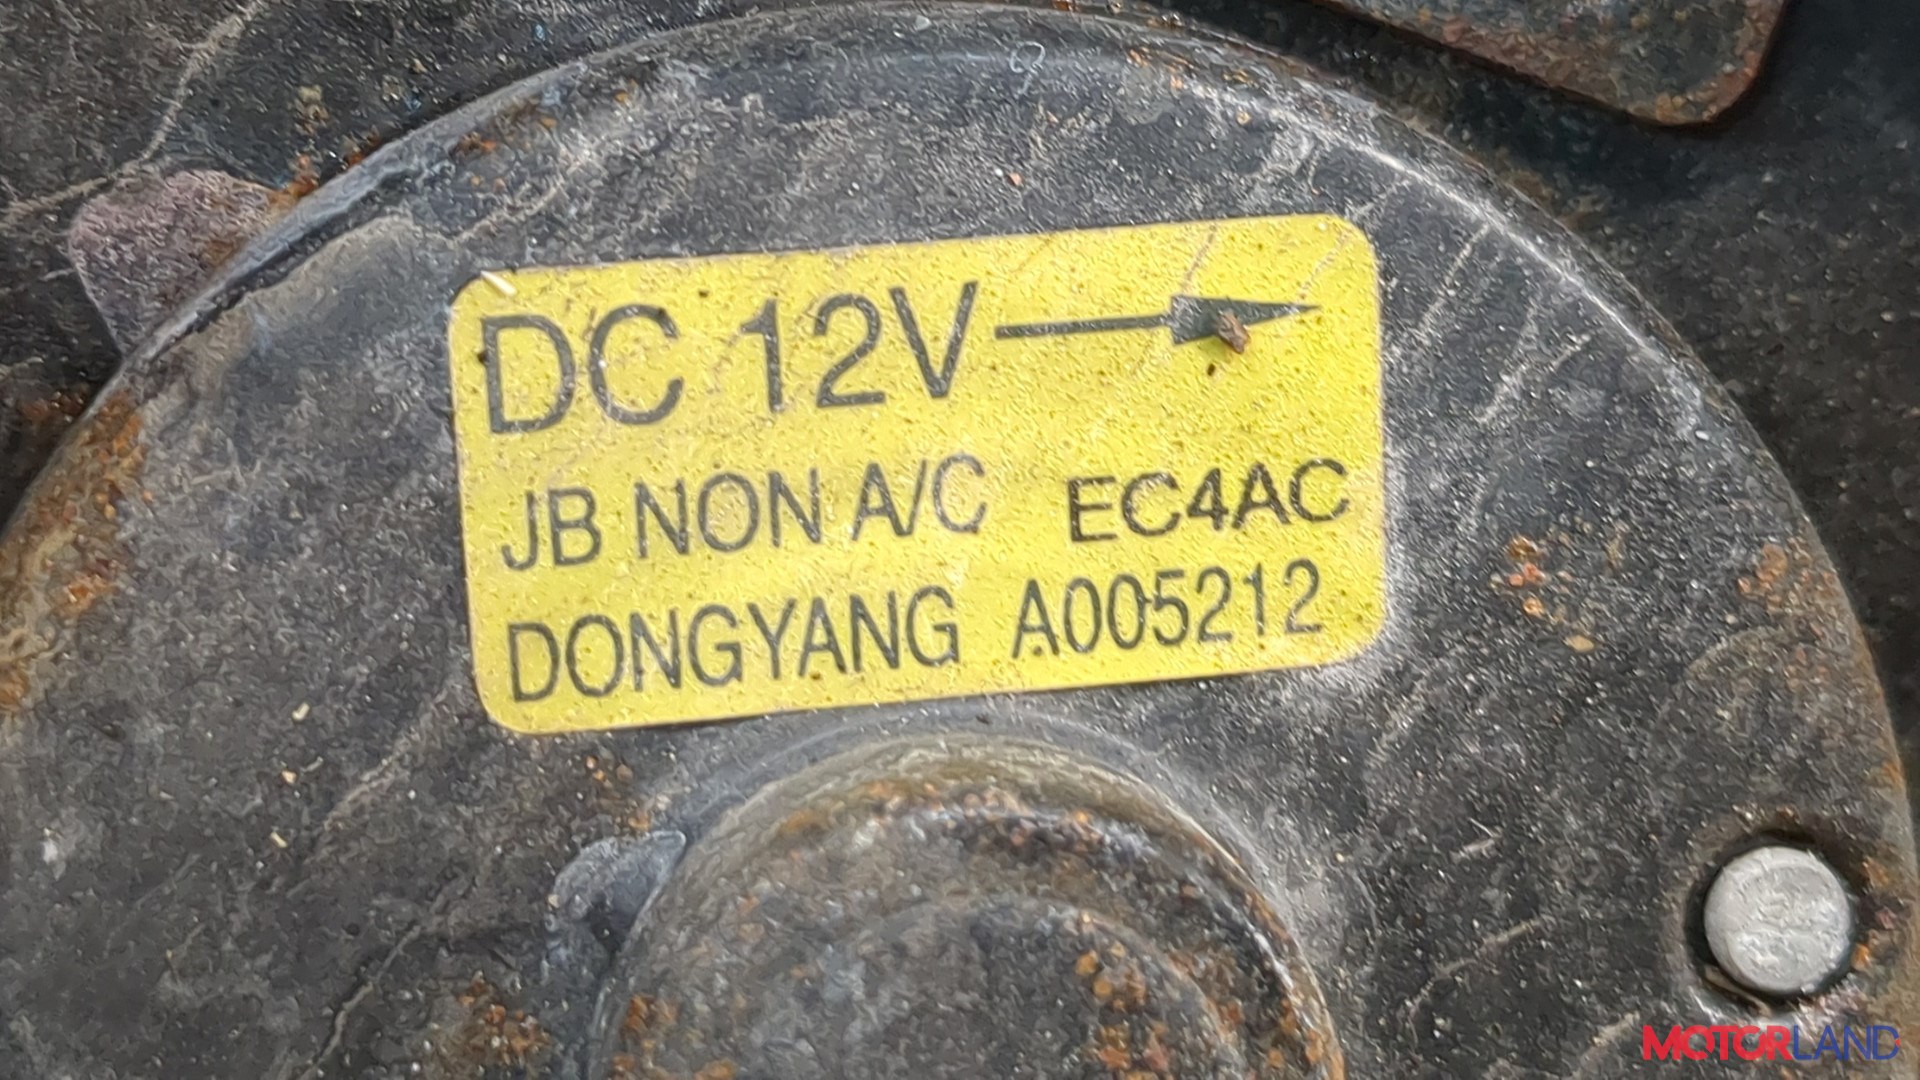 DC 12V
JB NON A/C EC4AC
DONGYANG A005212
MOTORLAND